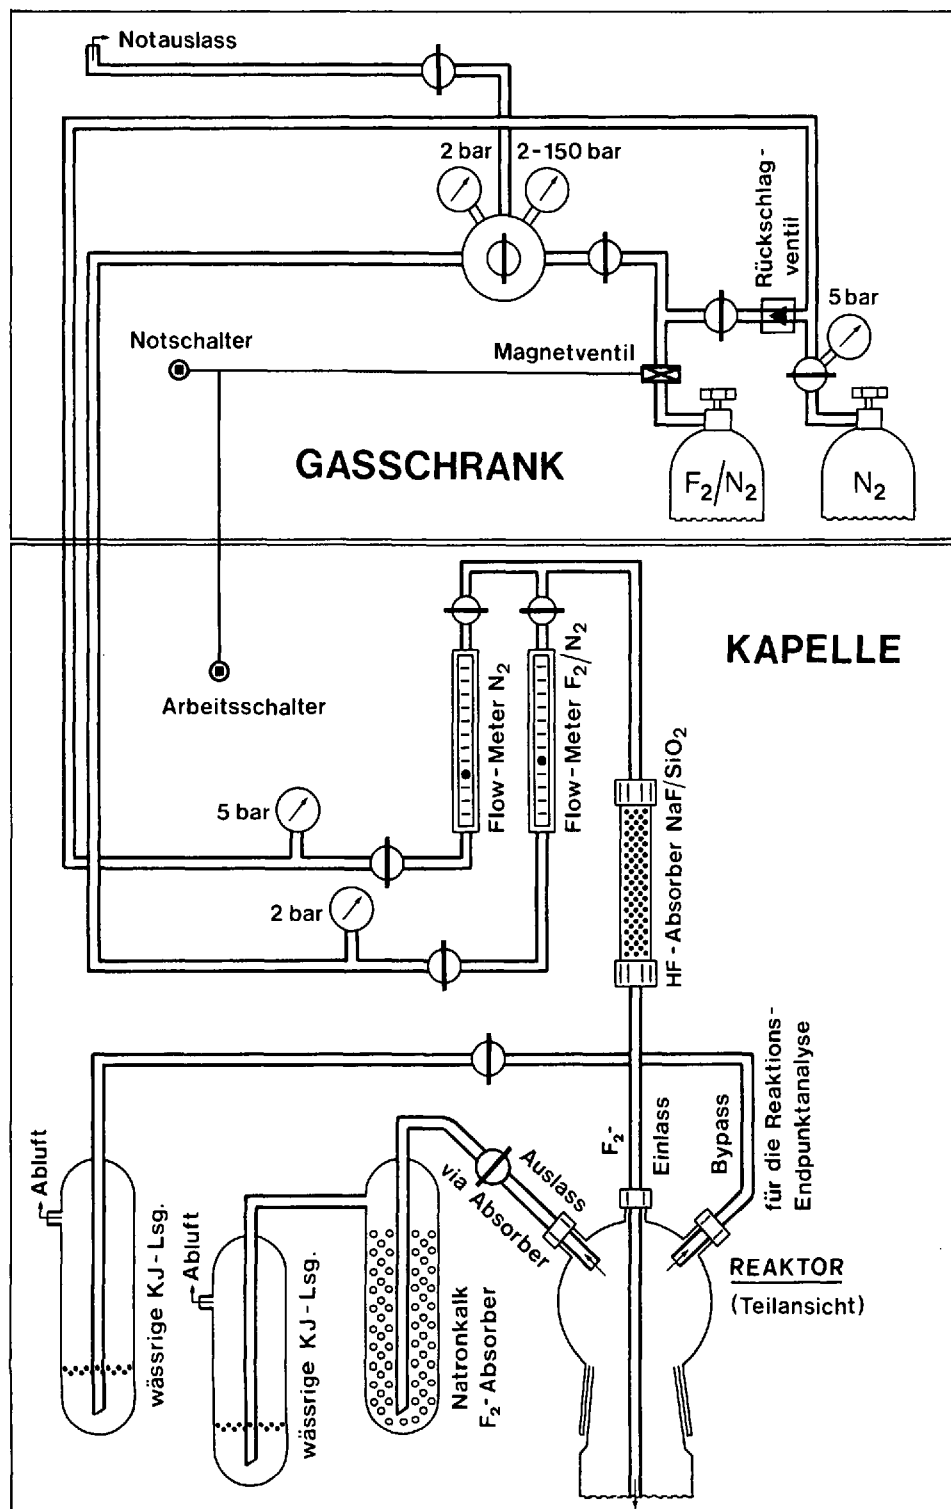 Notauslass
2 bar
2-150 bar
Rückschlag-
ventil
5 bar
Notschalter
Magnetventil
GASSCHRANK
F2/N2
N2
KAPELLE
Flow-Meter N2
Flow-Meter F2/N2
Arbeitsschalter
HF-Absorber NaF/SiO2
5 bar
2 bar
für die Reaktions-
Endpunktanalyse
Bypass
F2-
Einlass
Auslass
via Absorber
Abluft
wässrige KJ-Lsg.
Abluft
wässrige KJ-Lsg.
Natronkalk
F2-Absorber
REAKTOR
(Teilansicht)